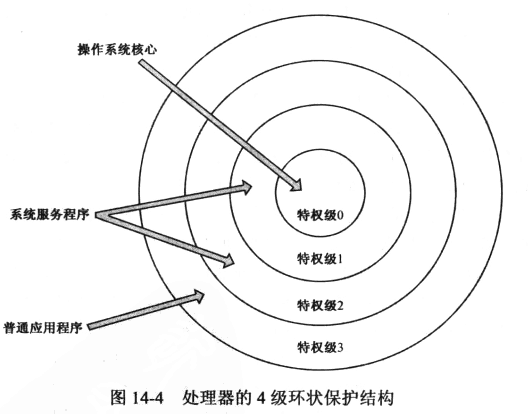 操作系统核心
系统服务程序
普通应用程序
特权级0
特权级1
特权级2
特权级3
图 14-4 处理器的 4 级环状保护结构